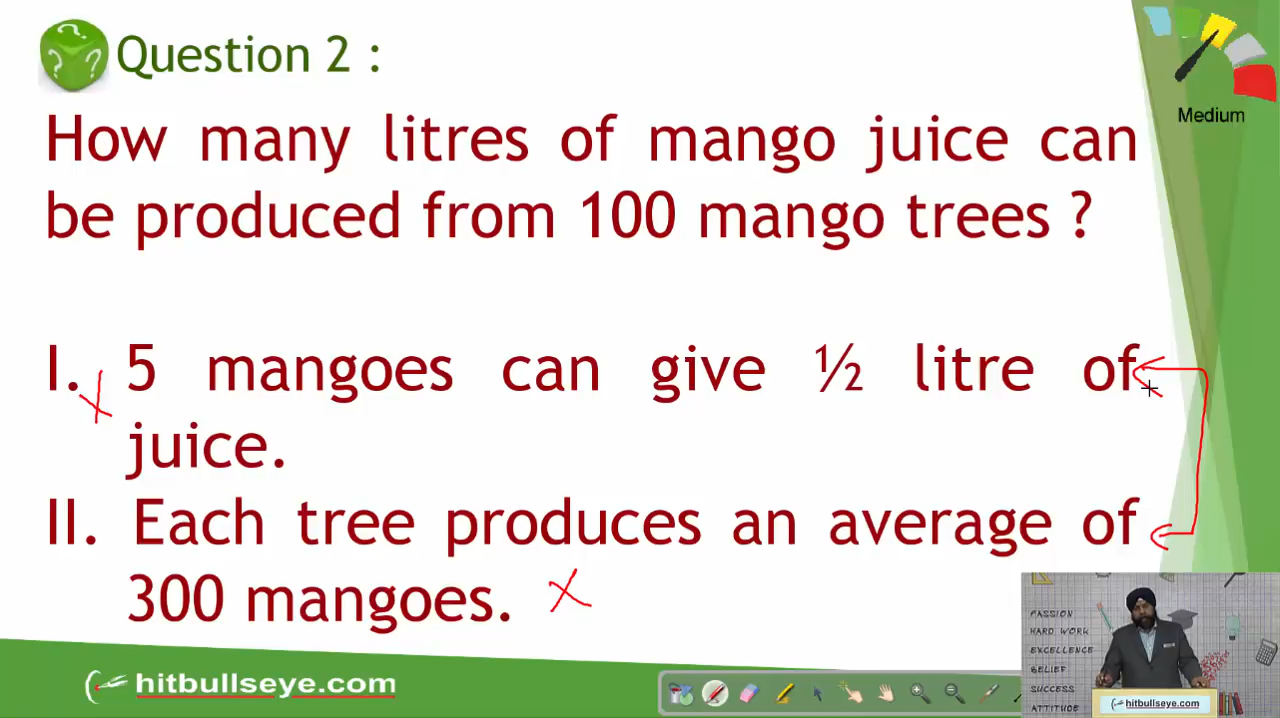 Question 2 :
Medium
How many litres of mango juice can
be produced from 100 mango trees ?
I. 5 mangoes can give ½ litre of
juice.
II. Each tree produces an average of
300 mangoes.
PASSION
HARD WORK
EXCELLENCE
BELIEF
SUCCESS
ATTITUDE
hitbullseye.com
hitbullseye.com